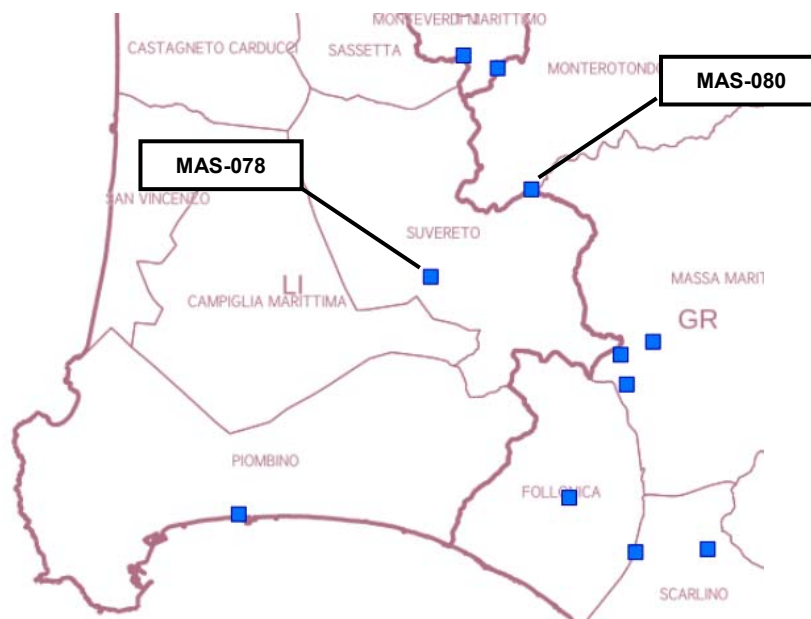 MONTEVERDI MARITTIMO
CASTAGNETO CARDUCCI
SASSETTA
MONTEROTONDO
MAS-080
MAS-078
SAN VINCENZO
SUVERETO
LI
CAMPIGLIA MARITTIMA
MASSA MARIT
GR
PIOMBINO
FOLLONICA
SCARLINO